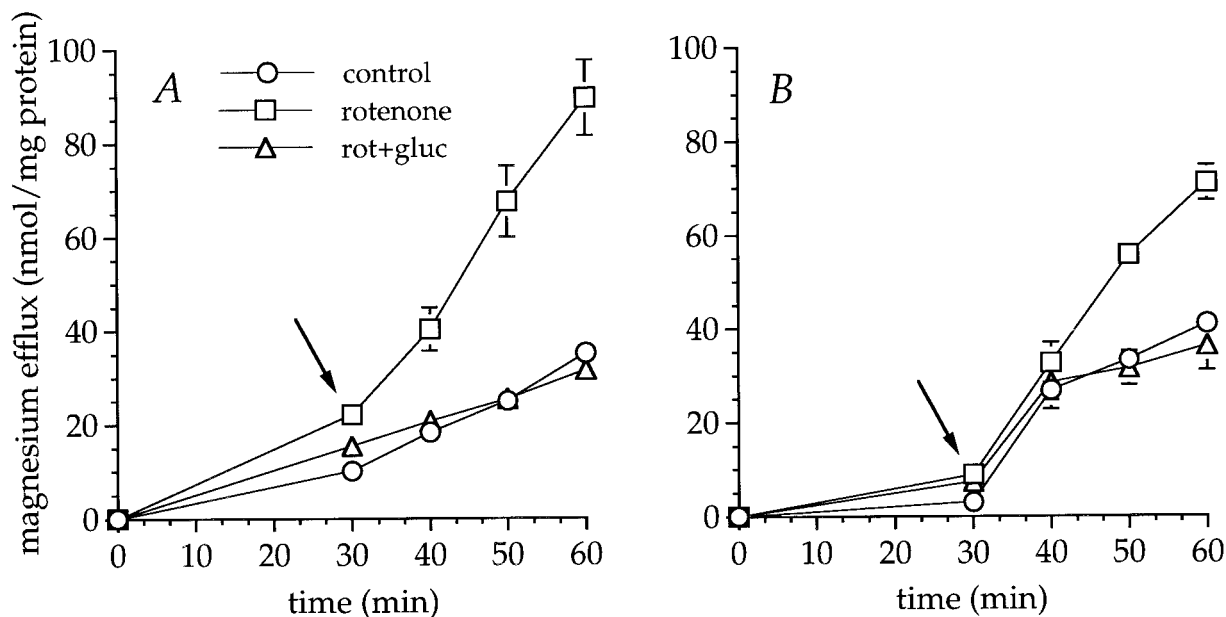 magnesium efflux (nmol/mg protein)
100
80
60
40
20
0
A
control
rotenone
rot+gluc
0 10 20 30 40 50 60
time (min)
100
80
60
40
20
0
B
0 10 20 30 40 50 60
time (min)